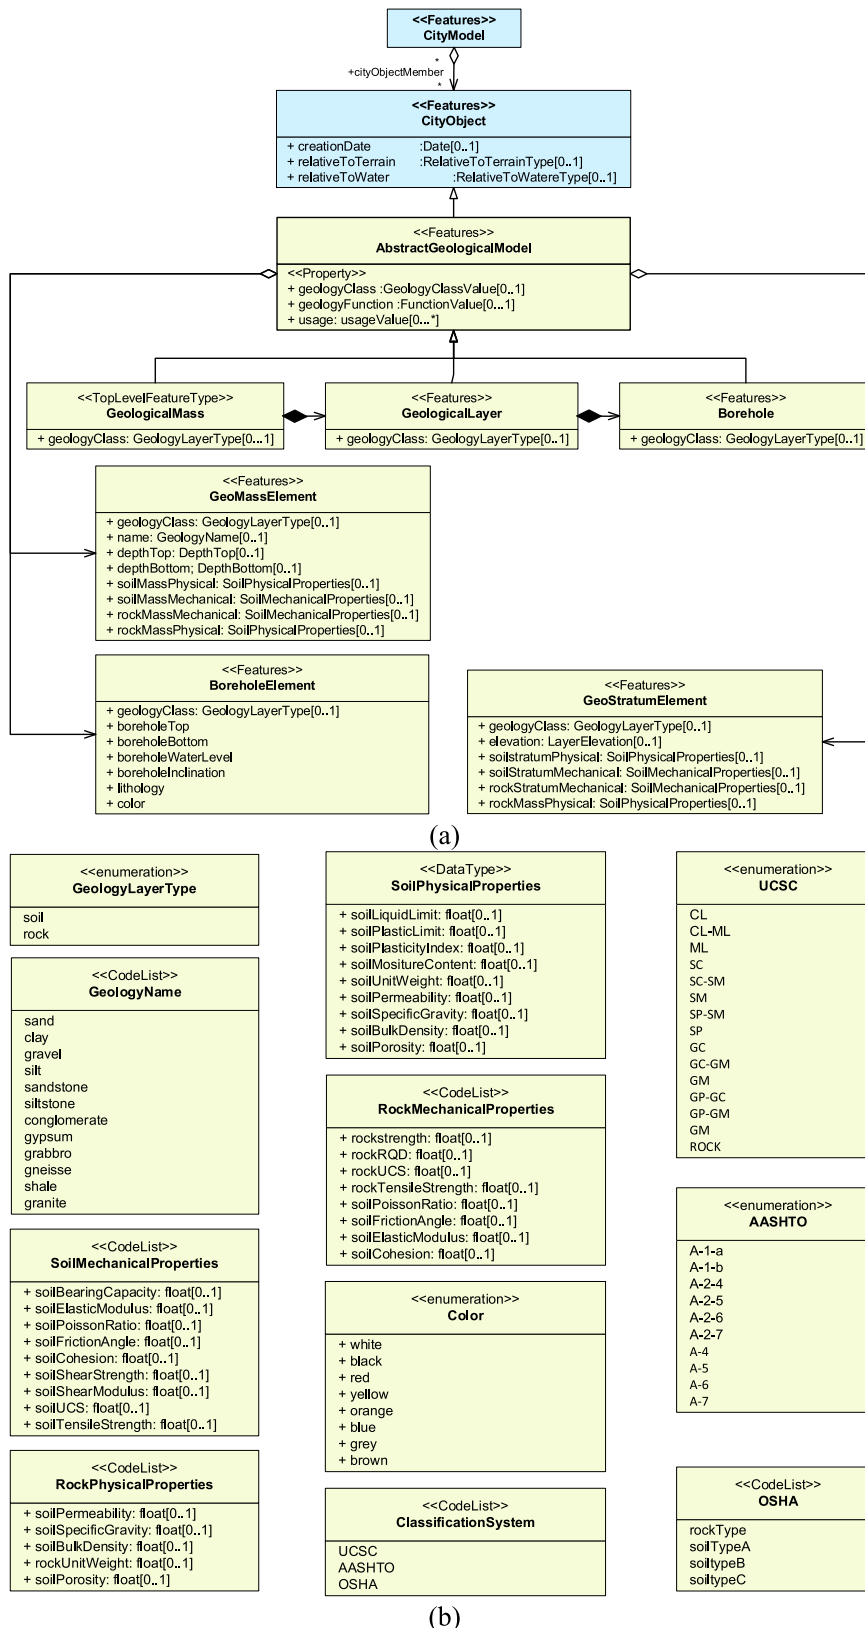 <<Features>>
CityModel
*
+cityObjectMember
*
<<Features>>
CityObject
+ creationDate :Date[0..1]
+ relativeToTerrain :RelativeToTerrainType[0..1]
+ relativeToWater :RelativeToWatereType[0..1]
<<Features>>
AbstractGeologicalModel
<<Property>>
+ geologyClass :GeologyClassValue[0..1]
+ geologyFunction :FunctionValue[0..1]
+ usage: usageValue[0...*]
<<TopLevelFeatureType>>
GeologicalMass
+ geologyClass: GeologyLayerType[0..1]
<<Features>>
GeologicalLayer
+ geologyClass: GeologyLayerType[0..1]
<<Features>>
Borehole
+ geologyClass: GeologyLayerType[0..1]
<<Features>>
GeoMassElement
+ geologyClass: GeologyLayerType[0..1]
+ name: GeologyName[0..1]
+ depthTop: DepthTop[0..1]
+ depthBottom; DepthBottom[0..1]
+ soilMassPhysical: SoilPhysicalProperties[0..1]
+ soilMassMechanical: SoilMechanicalProperties[0..1]
+ rockMassMechanical: SoilMechanicalProperties[0..1]
+ rockMassPhysical: SoilPhysicalProperties[0..1]
<<Features>>
BoreholeElement
+ geologyClass: GeologyLayerType[0..1]
+ boreholeTop
+ boreholeBottom
+ boreholeWaterLevel
+ boreholeInclination
+ lithology
+ color
<<Features>>
GeoStratumElement
+ geologyClass: GeologyLayerType[0..1]
+ elevation: LayerElevation[0..1]
+ soilstratumPhysical: SoilPhysicalProperties[0..1]
+ soilStratumMechanical: SoilMechanicalProperties[0..1]
+ rockStratumMechanical: SoilMechanicalProperties[0..1]
+ rockMassPhysical: SoilPhysicalProperties[0..1]
(a)
<<enumeration>>
GeologyLayerType
soil
rock
<<CodeList>>
GeologyName
sand
clay
gravel
silt
sandstone
siltstone
conglomerate
gypsum
grabbro
gneisse
shale
granite
<<CodeList>>
SoilMechanicalProperties
+ soilBearingCapacity: float[0..1]
+ soilElasticModulus: float[0..1]
+ soilPoissonRatio: float[0..1]
+ soilFrictionAngle: float[0..1]
+ soilCohesion: float[0..1]
+ soilShearStrength: float[0..1]
+ soilShearModulus: float[0..1]
+ soilUCS: float[0..1]
+ soilTensileStrength: float[0..1]
<<CodeList>>
RockPhysicalProperties
+ soilPermeability: float[0..1]
+ soilSpecificGravity: float[0..1]
+ soilBulkDensity: float[0..1]
+ rockUnitWeight: float[0..1]
+ soilPorosity: float[0..1]
<<DataType>>
SoilPhysicalProperties
+ soilLiquidLimit: float[0..1]
+ soilPlasticLimit: float[0..1]
+ soilPlasticityIndex: float[0..1]
+ soilMositureContent: float[0..1]
+ soilUnitWeight: float[0..1]
+ soilPermeability: float[0..1]
+ soilSpecificGravity: float[0..1]
+ soilBulkDensity: float[0..1]
+ soilPorosity: float[0..1]
<<CodeList>>
RockMechanicalProperties
+ rockstrength: float[0..1]
+ rockRQD: float[0..1]
+ rockUCS: float[0..1]
+ rockTensileStrength: float[0..1]
+ soilPoissonRatio: float[0..1]
+ soilFrictionAngle: float[0..1]
+ soilElasticModulus: float[0..1]
+ soilCohesion: float[0..1]
<<enumeration>>
Color
+ white
+ black
+ red
+ yellow
+ orange
+ blue
+ grey
+ brown
<<CodeList>>
ClassificationSystem
UCSC
AASHTO
OSHA
<<enumeration>>
UCSC
CL
CL-ML
ML
SC
SC-SM
SM
SP-SM
SP
GC
GC-GM
GM
GP-GC
GP-GM
GM
ROCK
<<enumeration>>
AASHTO
A-1-a
A-1-b
A-2-4
A-2-5
A-2-6
A-2-7
A-4
A-5
A-6
A-7
<<CodeList>>
OSHA
rockType
soilTypeA
soiltypeB
soiltypeC
(b)